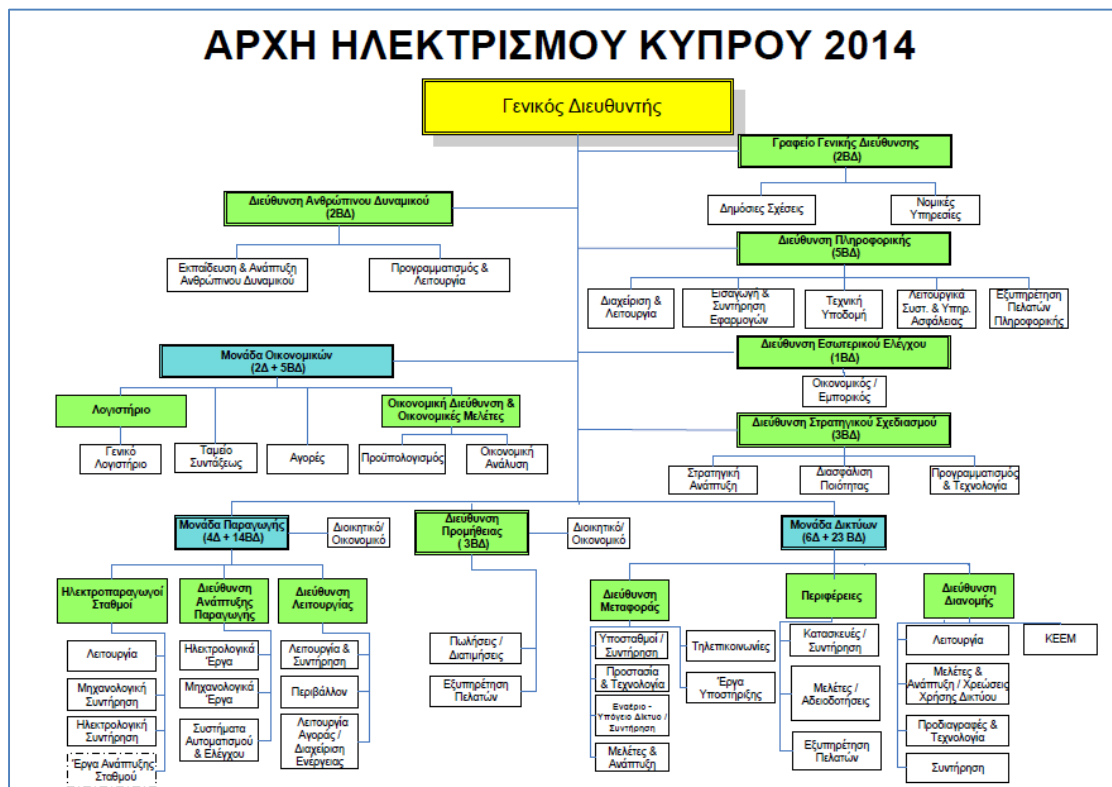 ΑΡΧΗ ΗΛΕΚΤΡΙΣΜΟΥ ΚΥΠΡΟΥ 2014
Γενικός Διευθυντής
Γραφείο Γενικής Διεύθυνσης
(2ΒΔ)
Δημόσιες Σχέσεις
Νομικές
Υπηρεσίες
Διεύθυνση Ανθρώπινου Δυναμικού
(2ΒΔ)
Εκπαίδευση & Ανάπτυξη
Ανθρώπινου Δυναμικού
Προγραμματισμός &
Λειτουργία
Διεύθυνση Πληροφορικής
(5ΒΔ)
Διαχείριση &
Λειτουργία
Εισαγωγή &
Συντήρηση
Εφαρμογών
Τεχνική
Υποδομή
Λειτουργικά
Συστ. & Υπηρ.
Ασφάλειας
Εξυπηρέτηση
Πελατών
Πληροφορικής
Διεύθυνση Εσωτερικού Ελέγχου
(1ΒΔ)
Οικονομικός /
Εμπορικός
Μονάδα Οικονομικών
(2Δ + 5ΒΔ)
Λογιστήριο
Οικονομική Διεύθυνση &
Οικονομικές Μελέτες
Γενικό
Λογιστήριο
Ταμείο
Συντάξεως
Αγορές
Προϋπολογισμός
Οικονομική
Ανάλυση
Διεύθυνση Στρατηγικού Σχεδιασμού
(3ΒΔ)
Στρατηγική
Ανάπτυξη
Διασφάλιση
Ποιότητας
Προγραμματισμός
& Τεχνολογία
Μονάδα Παραγωγής
(4Δ + 14ΒΔ)
Διοικητικό/
Οικονομικό
Διεύθυνση
Προμήθειας
( 3ΒΔ)
Διοικητικό/
Οικονομικό
Μονάδα Δικτύων
(6Δ + 23 ΒΔ)
Ηλεκτροπαραγωγοί
Σταθμοί
Λειτουργία
Μηχανολογική
Συντήρηση
Ηλεκτρολογική
Συντήρηση
Έργα Ανάπτυξης
Σταθμού
Διεύθυνση
Ανάπτυξης
Παραγωγής
Ηλεκτρολογικά
Έργα
Μηχανολογικά
Έργα
Συστήματα
Αυτοματισμού
& Ελέγχου
Διεύθυνση
Λειτουργίας
Λειτουργία &
Συντήρηση
Περιβάλλον
Λειτουργία
Αγοράς /
Διαχείριση
Ενέργειας
Πωλήσεις /
Διατιμήσεις
Εξυπηρέτηση
Πελατών
Διεύθυνση
Μεταφοράς
Υποσταθμοί /
Συντήρηση
Προστασία
& Τεχνολογία
Εναέριο -
Υπόγειο Δίκτυο /
Συντήρηση
Μελέτες &
Ανάπτυξη
Τηλεπικοινωνίες
Έργα
Υποστήριξης
Περιφέρειες
Κατασκευές /
Συντήρηση
Μελέτες /
Αδειοδοτήσεις
Εξυπηρέτηση
Πελατών
Διεύθυνση
Διανομής
Λειτουργία
ΚΕΕΜ
Μελέτες &
Ανάπτυξη / Χρεώσεις
Χρήσης Δικτύου
Προδιαγραφές &
Τεχνολογία
Συντήρηση